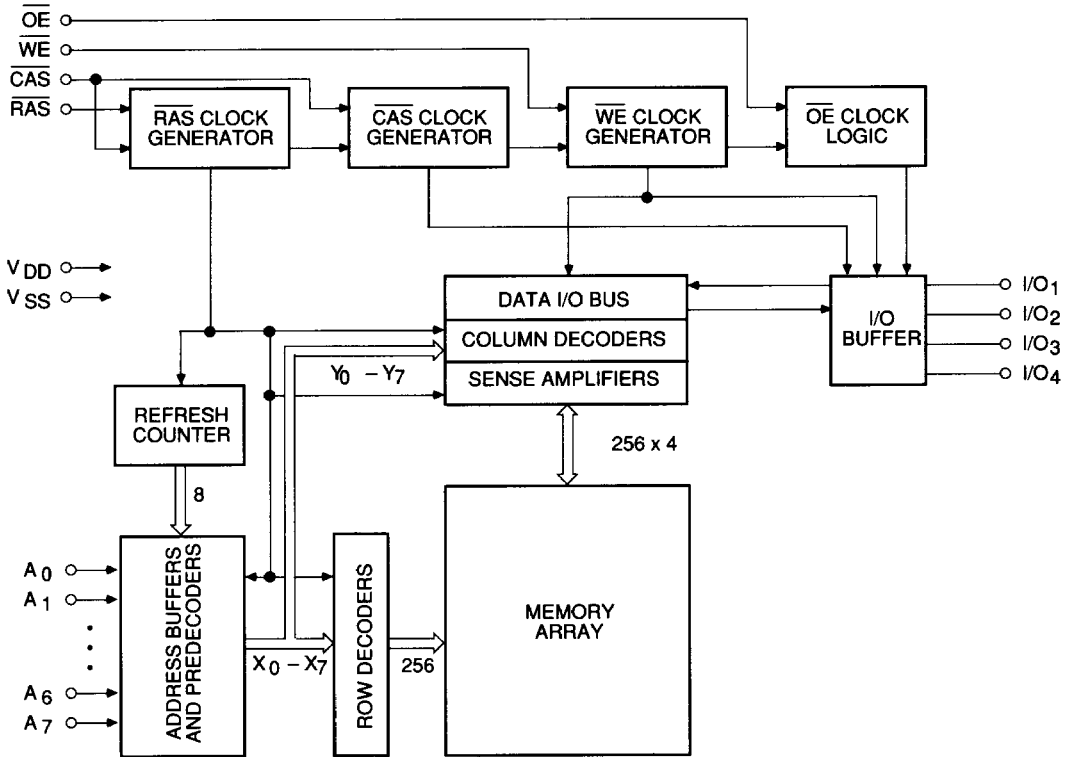 OE
WE
CAS
RAS
RAS CLOCK
GENERATOR
CAS CLOCK
GENERATOR
WE CLOCK
GENERATOR
OE CLOCK
LOGIC
VDD
VSS
DATA I/O BUS
COLUMN DECODERS
SENSE AMPLIFIERS
I/O
BUFFER
I/O1
I/O2
I/O3
I/O4
Y0 – Y7
REFRESH
COUNTER
256 x 4
8
A0
A1
A6
A7
ADDRESS BUFFERS
AND PREDECODERS
X0 – X7
ROW DECODERS
256
MEMORY
ARRAY